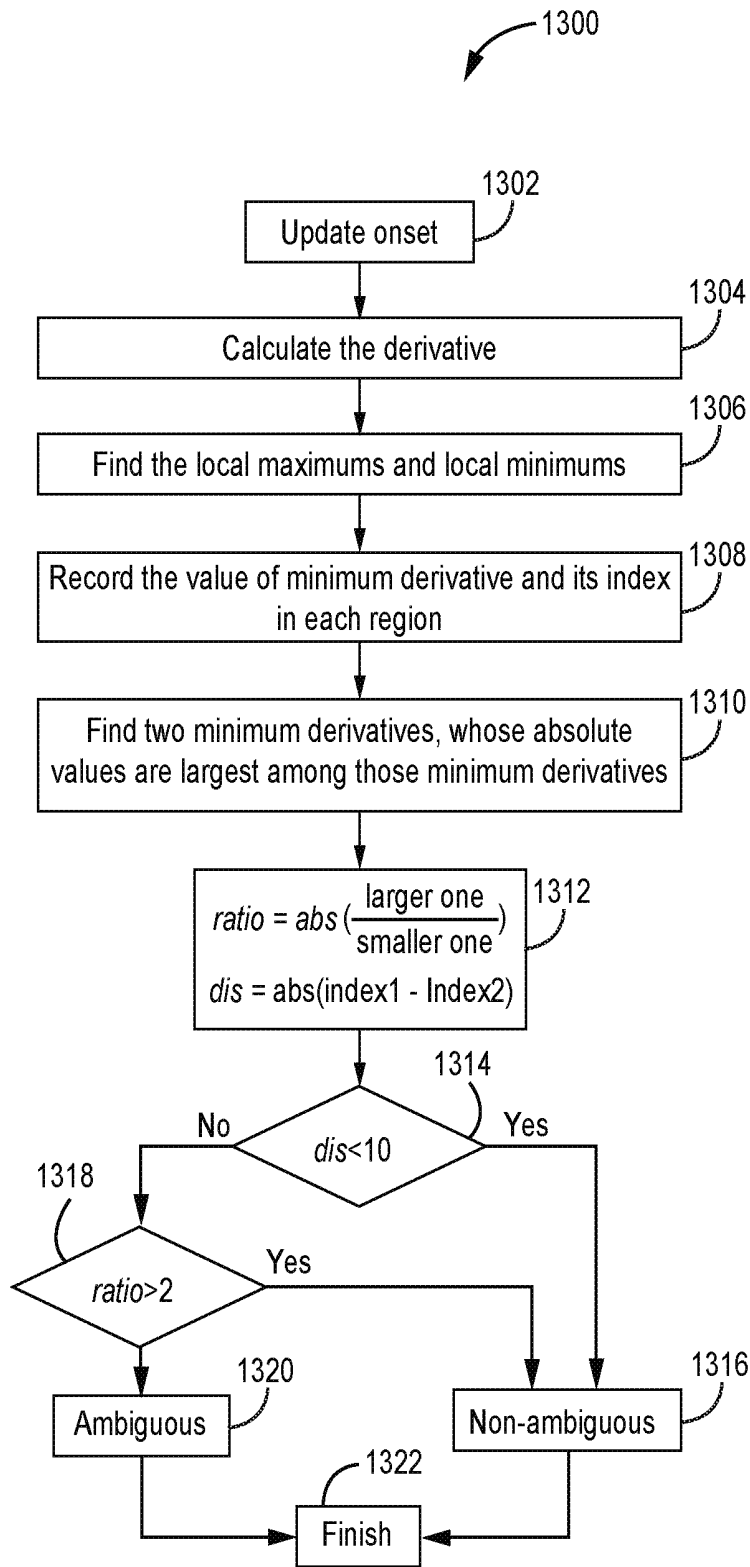 1300
1302
Update onset
1304
Calculate the derivative
1306
Find the local maximums and local minimums
1308
Record the value of minimum derivative and its index
in each region
1310
Find two minimum derivatives, whose absolute
values are largest among those minimum derivatives
1312
ratio = abs(larger one/smaller one)
dis = abs(index1 - Index2)
1314
No
dis<10
Yes
1318
ratio>2
Yes
1320
Ambiguous
1316
Non-ambiguous
1322
Finish